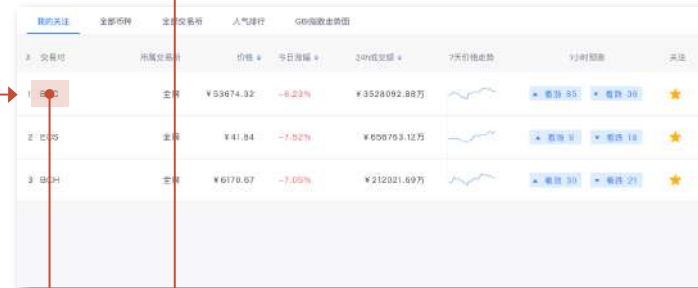 我的关注 全部币种 全部交易所 人气排行 GBI指数走势图
# 交易对 所属交易所 价格 今日涨幅 24H成交额 7天价格走势 1小时预测 关注
1 全网 ¥53674.32 -6.23% ¥3528092.88万 看涨 65 看跌 36
2 EOS 全网 ¥41.84 -7.52% ¥656763.12万 看涨 9 看跌 18
3 BCH 全网 ¥6170.67 -7.05% ¥212021.69万 看涨 30 看跌 21